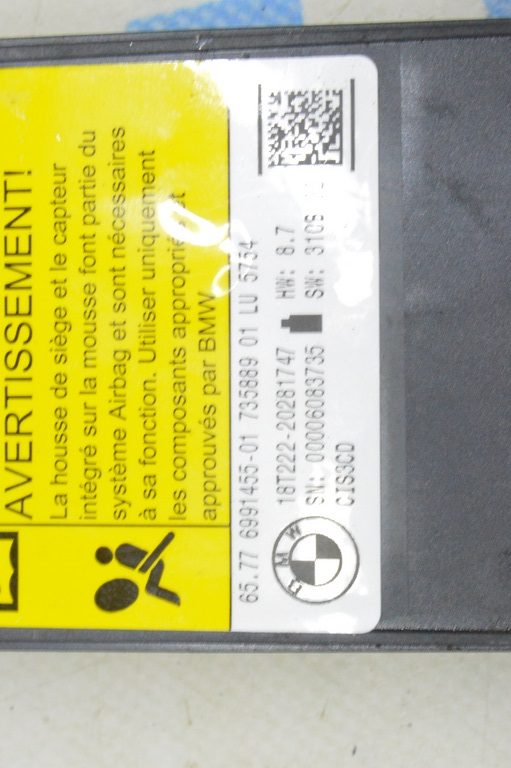 AVERTISSEMENT!
La housse de siège et le capteur
intégré sur la mousse font partie du
système Airbag et sont nécessaires
à sa fonction. Utiliser uniquement
les composants appropriés et
approuvés par BMW.
65.77 6991455-01 735889 01 LU 5754
18T222-20281747 HW: 8.7
SN: 00006083735 SW:
CIS3CD
BMW